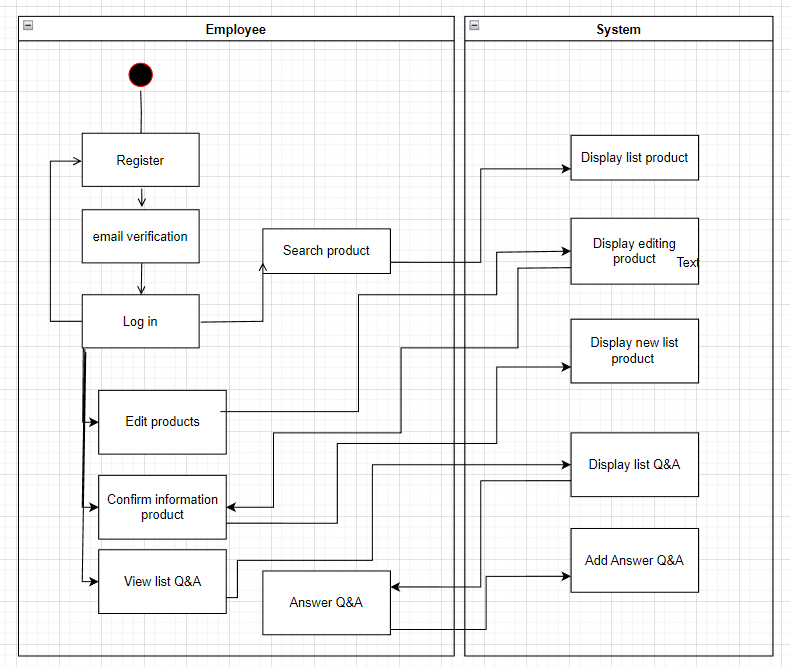 Employee
System
Register
email verification
Log in
Search product
Edit products
Confirm information
product
View list Q&A
Answer Q&A
Display list product
Display editing
product
Text
Display new list
product
Display list Q&A
Add Answer Q&A